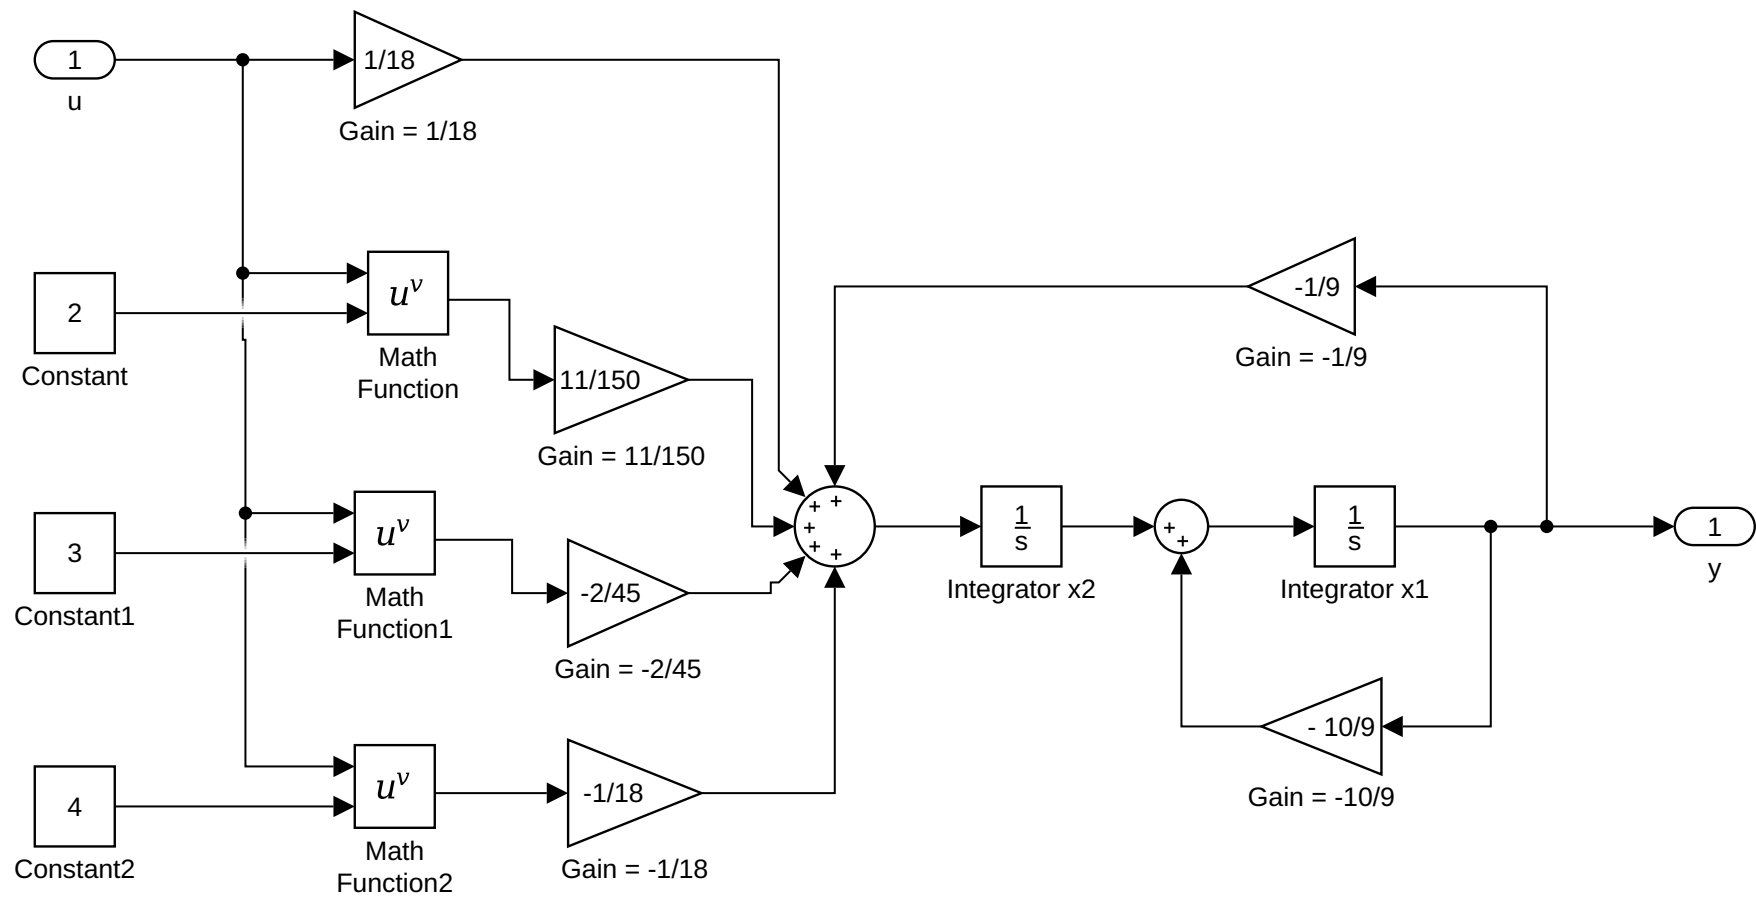 1
u
1/18
Gain = 1/18
2
Constant
u^v
Math
Function
11/150
Gain = 11/150
-1/9
Gain = -1/9
3
Constant1
u^v
Math
Function1
-2/45
Gain = -2/45
+
+
+
+
+
1
s
Integrator x2
+
+
1
s
Integrator x1
1
y
- 10/9
Gain = -10/9
4
Constant2
u^v
Math
Function2
-1/18
Gain = -1/18